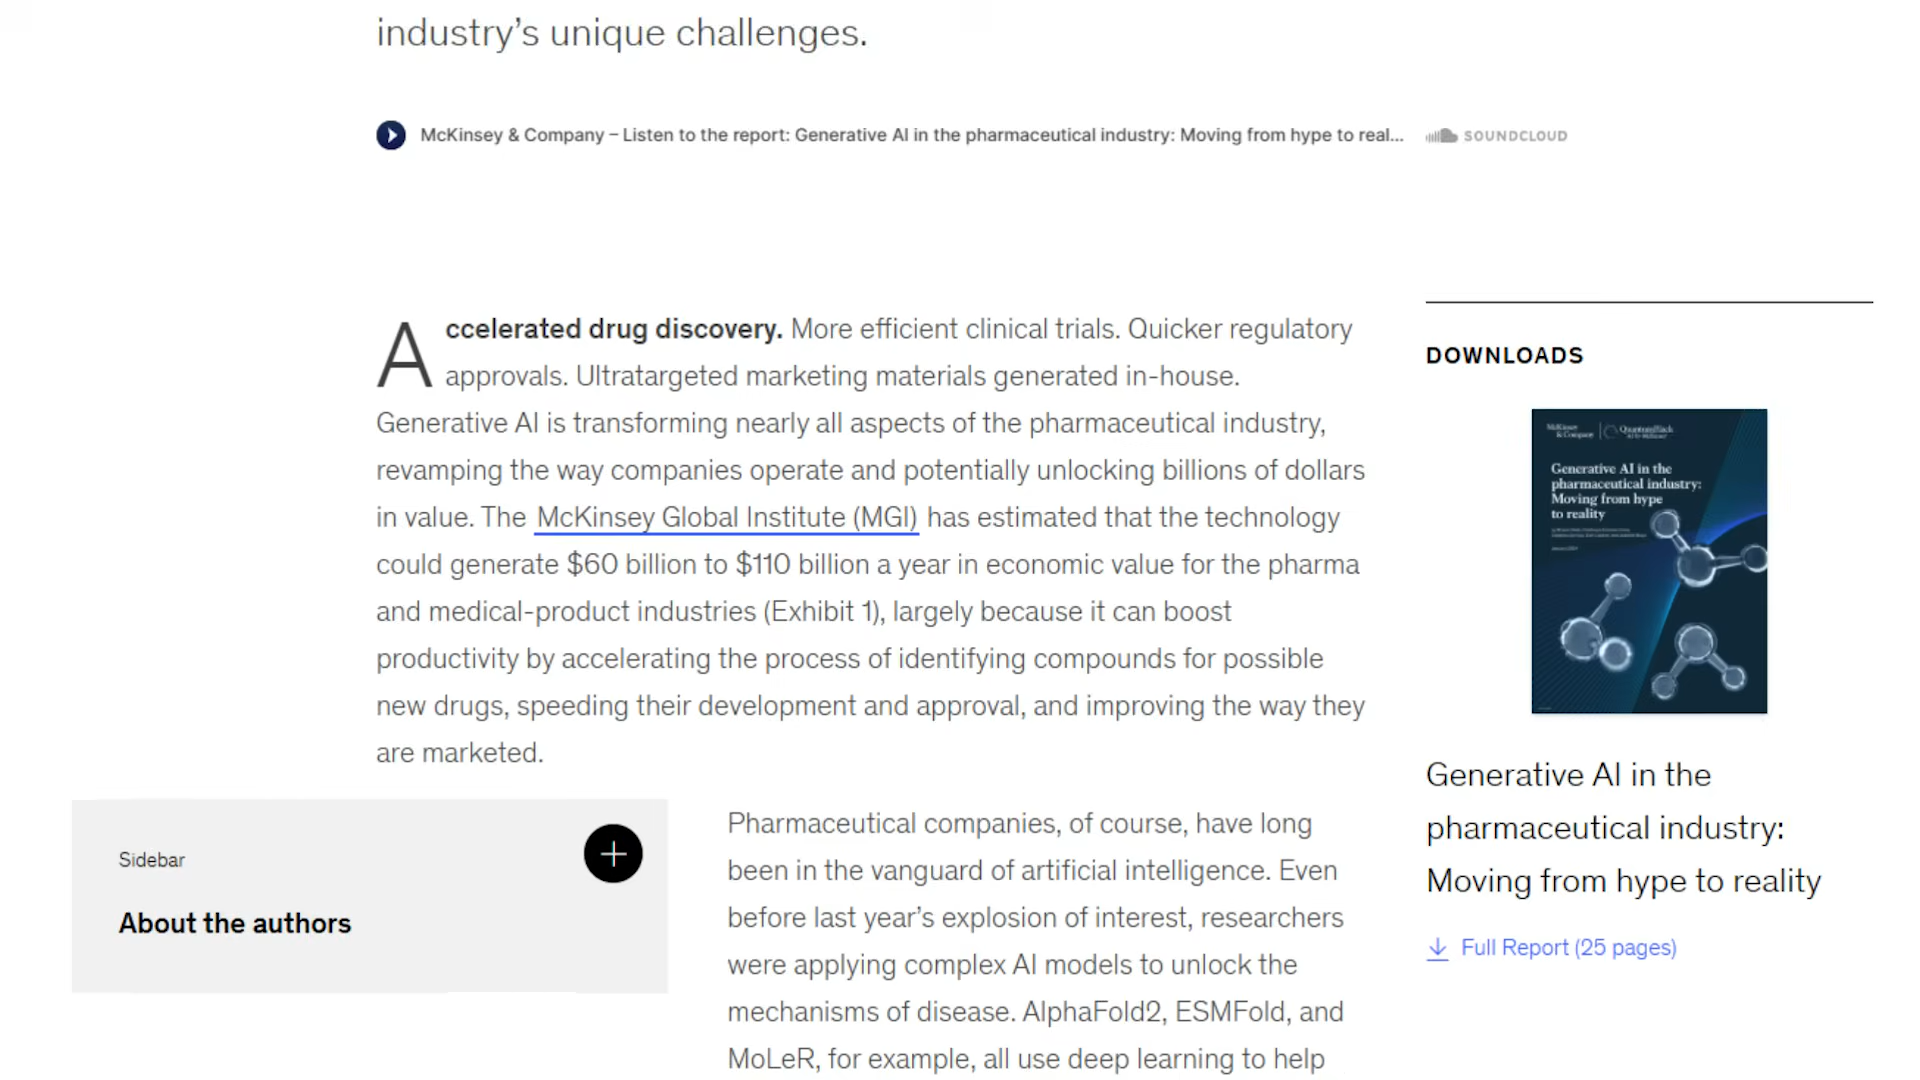 industry’s unique challenges.
McKinsey & Company – Listen to the report: Generative AI in the pharmaceutical industry: Moving from hype to real...
SOUNDCLOUD
Accelerated drug discovery. More efficient clinical trials. Quicker regulatory
approvals. Ultratargeted marketing materials generated in-house.
Generative AI is transforming nearly all aspects of the pharmaceutical industry,
revamping the way companies operate and potentially unlocking billions of dollars
in value. The McKinsey Global Institute (MGI) has estimated that the technology
could generate $60 billion to $110 billion a year in economic value for the pharma
and medical-product industries (Exhibit 1), largely because it can boost
productivity by accelerating the process of identifying compounds for possible
new drugs, speeding their development and approval, and improving the way they
are marketed.
Sidebar
About the authors
Pharmaceutical companies, of course, have long
been in the vanguard of artificial intelligence. Even
before last year’s explosion of interest, researchers
were applying complex AI models to unlock the
mechanisms of disease. AlphaFold2, ESMFold, and
MoLeR, for example, all use deep learning to help
DOWNLOADS
McKinsey
& Company
QuantumBlack
AI by McKinsey
Generative AI in the
pharmaceutical industry:
Moving from hype
to reality
Generative AI in the
pharmaceutical industry:
Moving from hype to reality
Full Report (25 pages)